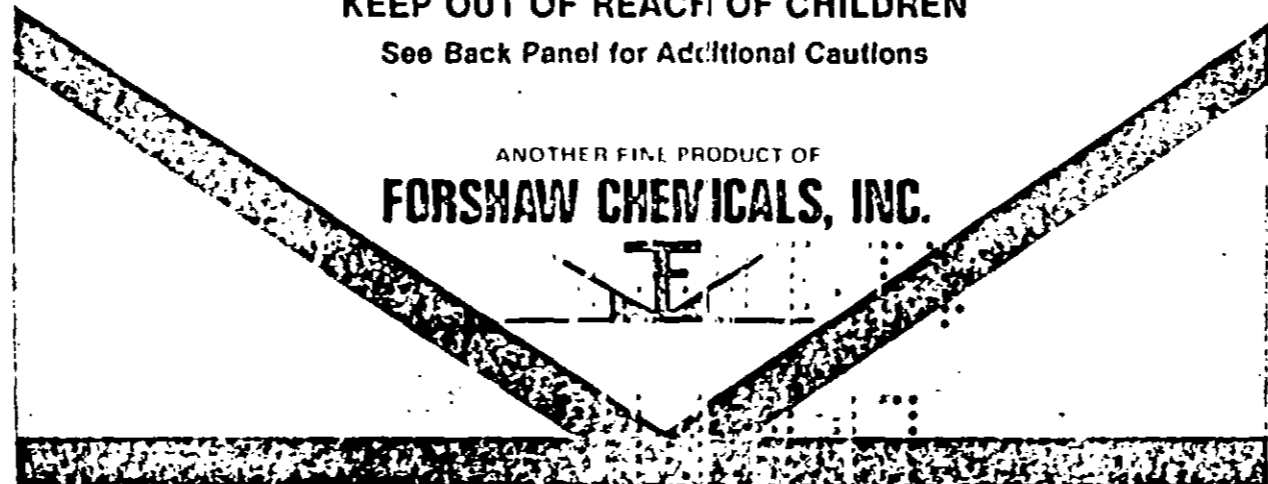 KEEP OUT OF REACH OF CHILDREN
See Back Panel for Additional Cautions
ANOTHER FINE PRODUCT OF
FORSHAW CHEMICALS, INC.